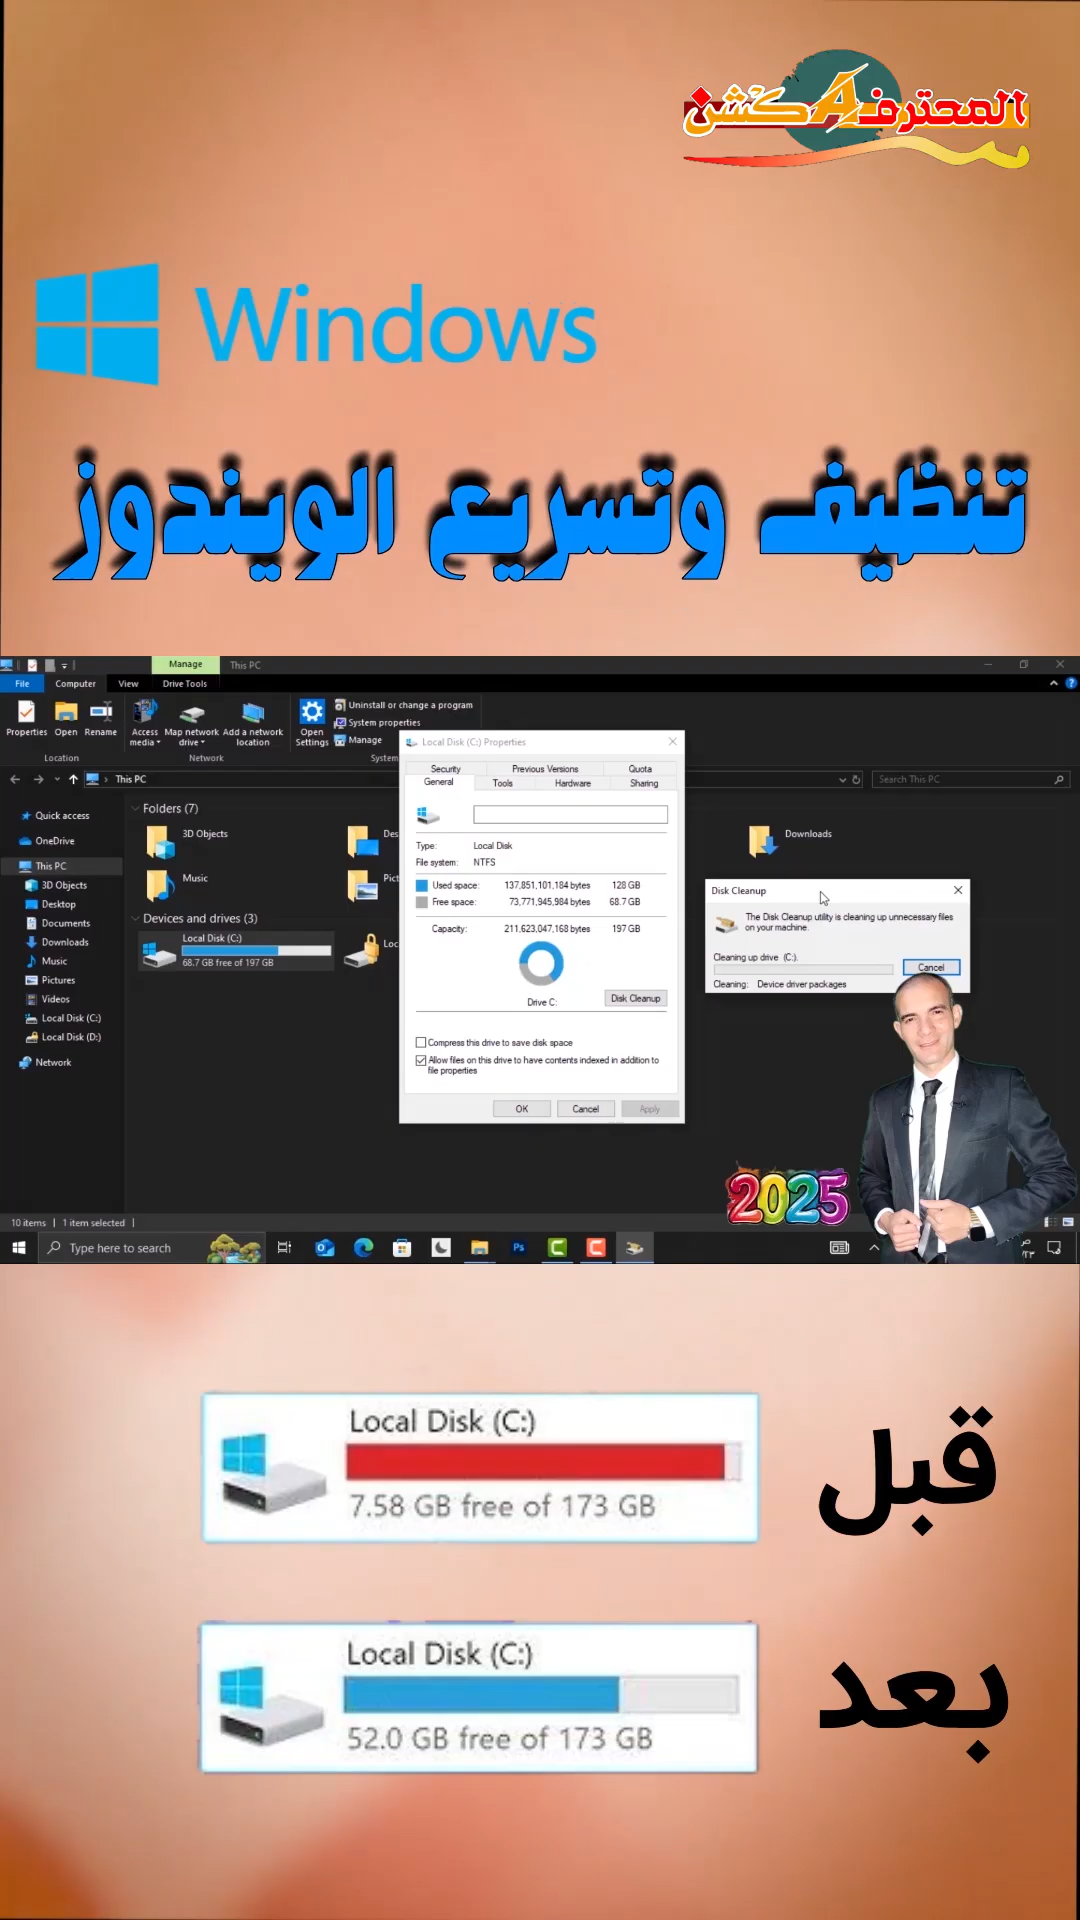 المحترف Aكشن
Windows
تنظيف وتسريع الويندوز
Manage
This PC
File
Computer
View
Drive Tools
Properties
Open
Rename
Access media
Map network drive
Add a network location
Open Settings
Uninstall or change a program
System properties
Manage
Location
Network
System
This PC
Search This PC
Quick access
OneDrive
This PC
3D Objects
Desktop
Documents
Downloads
Music
Pictures
Videos
Local Disk (C:)
Local Disk (D:)
Network
Folders (7)
3D Objects
Des
Downloads
Music
Pict
Devices and drives (3)
Local Disk (C:)
68.7 GB free of 197 GB
Loc
Local Disk (C:) Properties
Security
Previous Versions
Quota
General
Tools
Hardware
Sharing
Type: Local Disk
File system: NTFS
Used space: 137,851,101,184 bytes 128 GB
Free space: 73,771,945,984 bytes 68.7 GB
Capacity: 211,623,047,168 bytes 197 GB
Drive C:
Disk Cleanup
Compress this drive to save disk space
Allow files on this drive to have contents indexed in addition to
file properties
OK
Cancel
Apply
Disk Cleanup
The Disk Cleanup utility is cleaning up unnecessary files
on your machine.
Cleaning up drive (C:).
Cancel
Cleaning: Device driver packages
2025
10 items
1 item selected
Type here to search
Ps
قبل
Local Disk (C:)
7.58 GB free of 173 GB
بعد
Local Disk (C:)
52.0 GB free of 173 GB